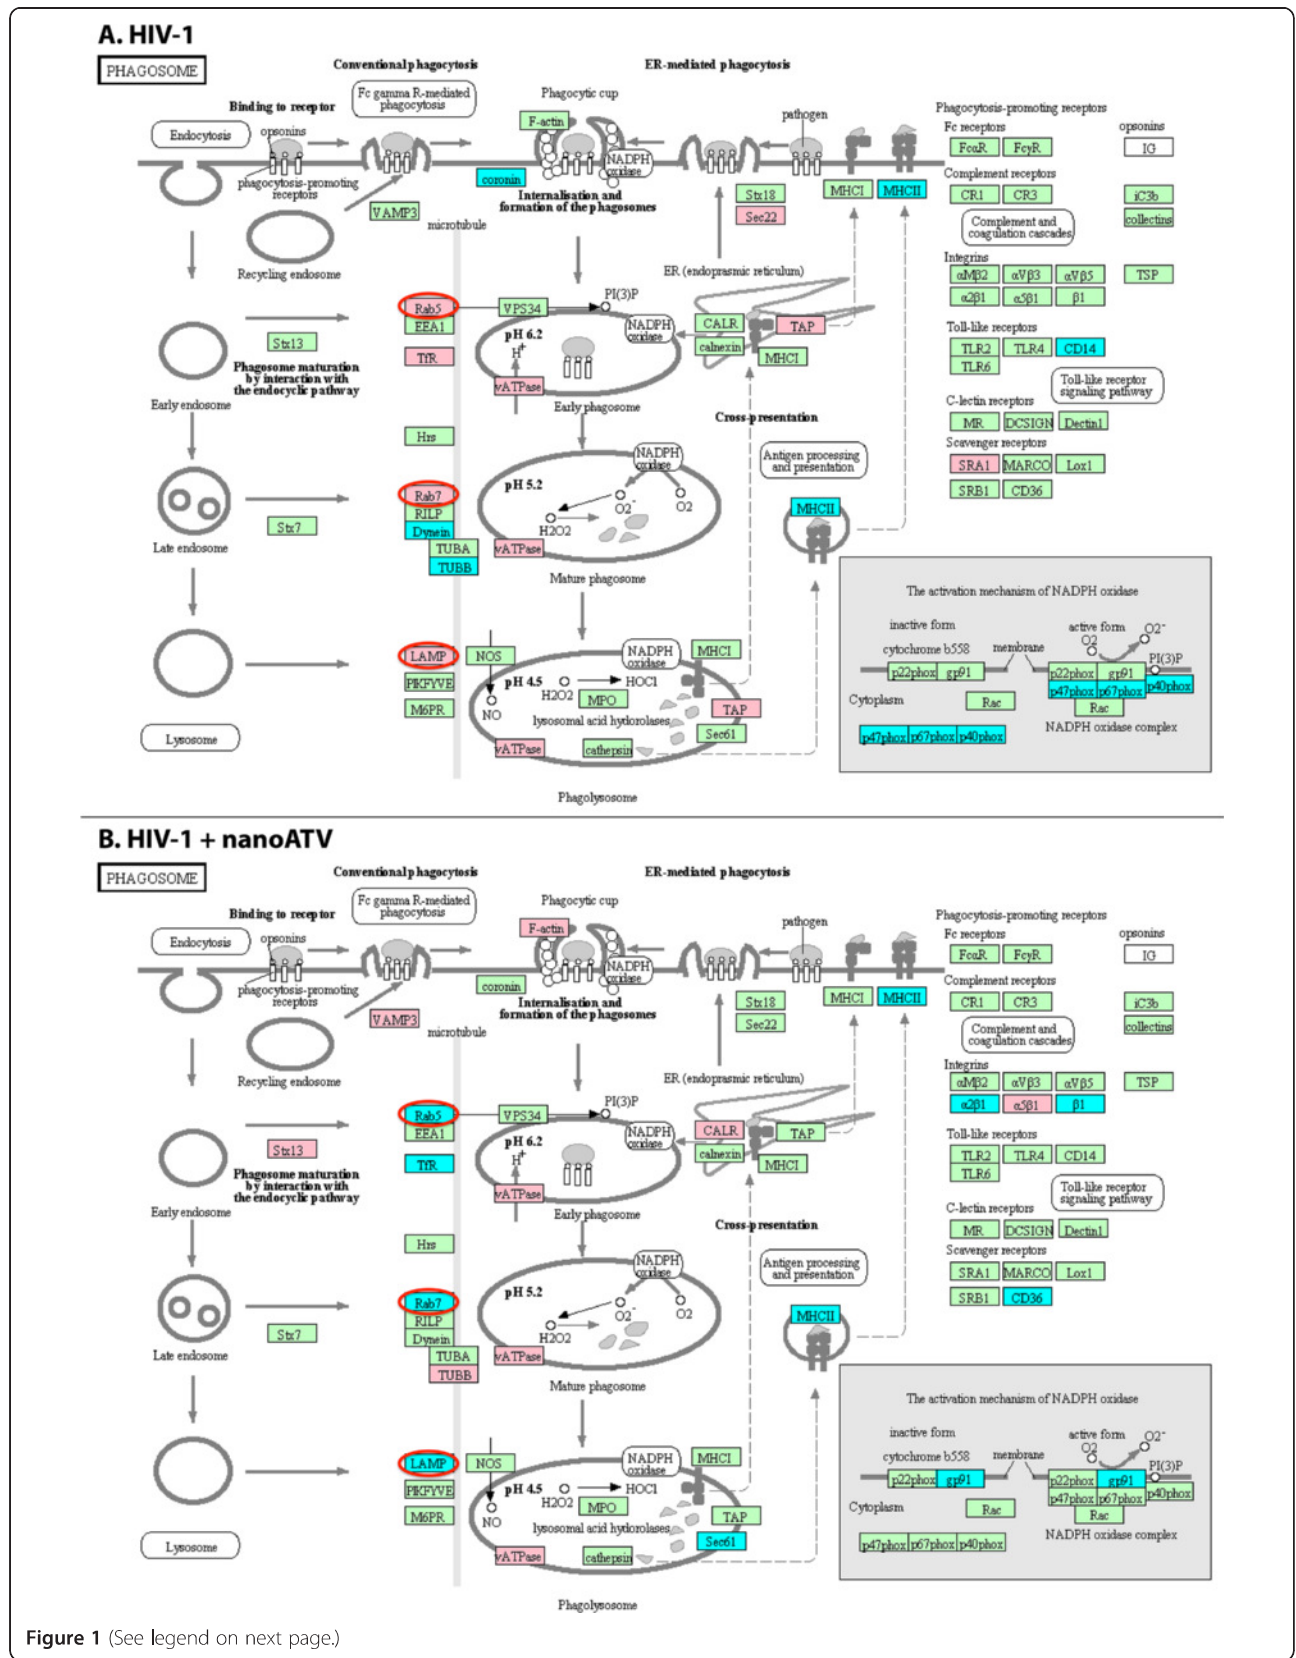 A. HIV-1
PHAGOSOME
Conventional phagocytosis
ER-mediated phagocytosis
Fc gamma R-mediated
phagocytosis
Phagocytic cup
Phagocytosis-promoting receptors
Binding to receptor
Endocytosis
opsonins
F-actin
pathogen
Fc receptors
opsonins
FcαR
FcγR
IG
NADPH
oxidase
phagocytosis-promoting
receptors
coronin
Internalisation and
formation of the phagosomes
Stx18
Sec22
MHCI
MHCII
Complement receptors
CR1
CR3
iC3b
collectins
VAMP3
microtubule
Complement and
coagulation cascades
Recycling endosome
ER (endoprasmic reticulum)
Integrins
αMβ2
αVβ3
αVβ5
TSP
α2β1
α5β1
β1
Rab5
EEA1
VPS34
PI(3)P
NADPH
oxidase
CALR
calnexin
TAP
MHCI
Stx13
TfR
pH 6.2
H+
vATPase
Toll-like receptors
TLR2
TLR4
CD14
TLR6
Toll-like receptor
signaling pathway
Phagosome maturation
by interaction with
the endocyclic pathway
Early endosome
Early phagosome
Cross-presentation
C-lectin receptors
MR
DCSIGN
Dectin1
Hrs
NADPH
oxidase
Antigen processing
and presentation
Scavenger receptors
SRA1
MARCO
Lox1
SRB1
CD36
Rab7
RILP
Dynein
TUBA
TUBB
pH 5.2
O2-
O2
H2O2
vATPase
MHCII
Stx7
Late endosome
Mature phagosome
The activation mechanism of NADPH oxidase
inactive form
active form
cytochrome b558
membrane
O2
O2-
PI(3)P
p22phox
gp91
p22phox
gp91
p47phox
p67phox
p40phox
Cytoplasm
Rac
Rac
NADPH oxidase complex
p47phox
p67phox
p40phox
LAMP
PIKFYVE
M6PR
NOS
NO
pH 4.5
H2O2
HOCl
MPO
NADPH
oxidase
MHCI
lysosomal acid hydorolases
TAP
Sec61
vATPase
cathepsin
Lysosome
Phagolysosome
B. HIV-1 + nanoATV
PHAGOSOME
Conventional phagocytosis
ER-mediated phagocytosis
Fc gamma R-mediated
phagocytosis
Phagocytic cup
Phagocytosis-promoting receptors
Binding to receptor
Endocytosis
opsonins
F-actin
pathogen
Fc receptors
opsonins
FcαR
FcγR
IG
NADPH
oxidase
phagocytosis-promoting
receptors
coronin
Internalisation and
formation of the phagosomes
Stx18
Sec22
MHCI
MHCII
Complement receptors
CR1
CR3
iC3b
collectins
VAMP3
microtubule
Complement and
coagulation cascades
Recycling endosome
ER (endoprasmic reticulum)
Integrins
αMβ2
αVβ3
αVβ5
TSP
α2β1
α5β1
β1
Rab5
EEA1
VPS34
PI(3)P
NADPH
oxidase
CALR
calnexin
TAP
MHCI
Stx13
TfR
pH 6.2
H+
vATPase
Toll-like receptors
TLR2
TLR4
CD14
TLR6
Toll-like receptor
signaling pathway
Phagosome maturation
by interaction with
the endocyclic pathway
Early endosome
Early phagosome
Cross-presentation
C-lectin receptors
MR
DCSIGN
Dectin1
Hrs
NADPH
oxidase
Antigen processing
and presentation
Scavenger receptors
SRA1
MARCO
Lox1
SRB1
CD36
Rab7
RILP
Dynein
TUBA
TUBB
pH 5.2
O2-
O2
H2O2
vATPase
MHCII
Stx7
Late endosome
Mature phagosome
The activation mechanism of NADPH oxidase
inactive form
active form
cytochrome b558
membrane
O2
O2-
PI(3)P
p22phox
gp91
p22phox
gp91
p47phox
p67phox
p40phox
Cytoplasm
Rac
Rac
NADPH oxidase complex
p47phox
p67phox
p40phox
LAMP
PIKFYVE
M6PR
NOS
NO
pH 4.5
H2O2
HOCl
MPO
NADPH
oxidase
MHCI
lysosomal acid hydorolases
TAP
Sec61
vATPase
cathepsin
Lysosome
Phagolysosome
Figure 1 (See legend on next page.)